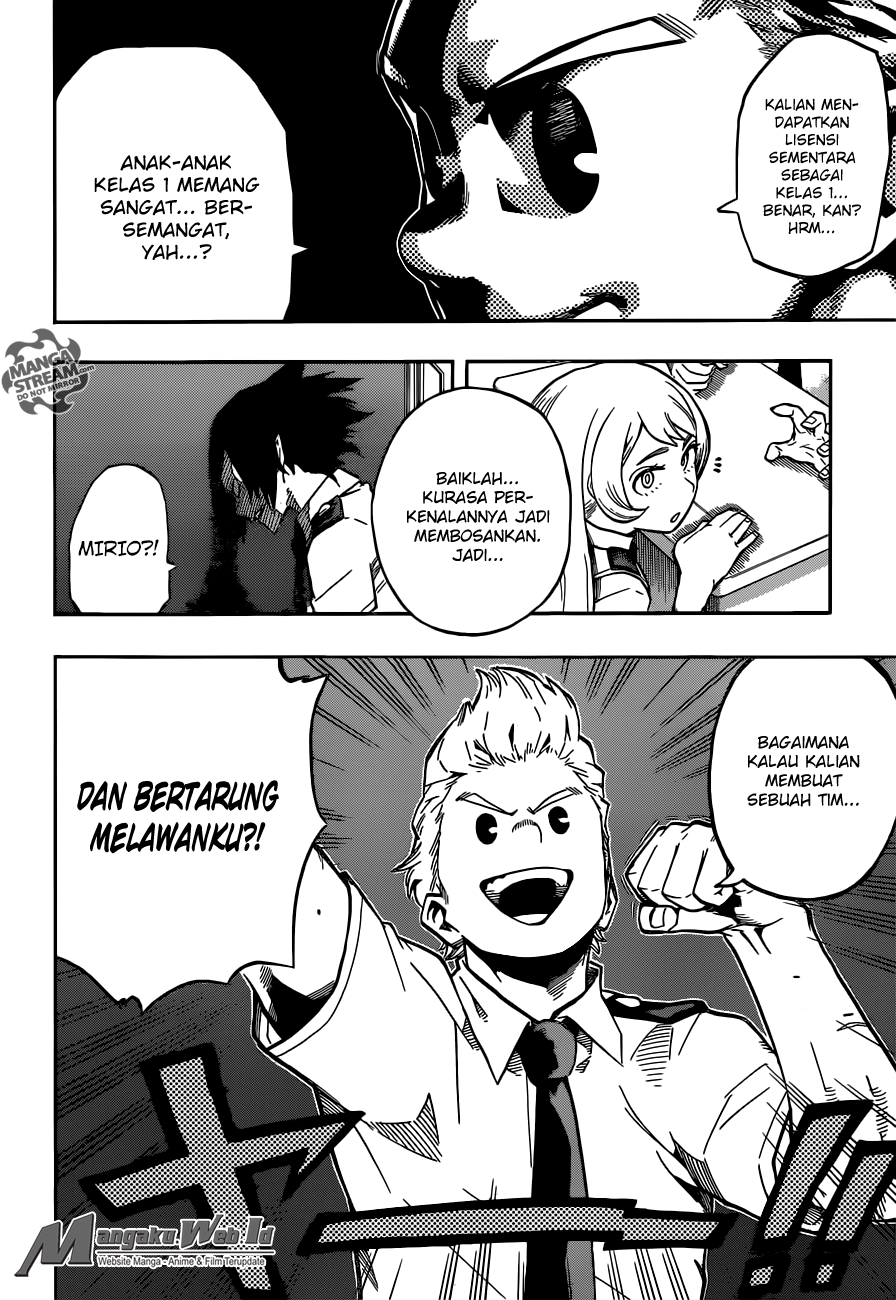 KALIAN MEN-
DAPATKAN
LISENSI
SEMENTARA
SEBAGAI
KELAS 1...
BENAR, KAN?
HRM...
ANAK-ANAK
KELAS 1 MEMANG
SANGAT... BER-
SEMANGAT,
YAH...?
MANGA
STREAM.com
DO NOT MIRROR
BAIKLAH...
KURASA PER-
KENALANNYA JADI
MEMBOSANKAN.
JADI...
MIRIO?!
BAGAIMANA
KALAU KALIAN
MEMBUAT
SEBUAH TIM...
DAN BERTARUNG
MELAWANKU?!
Mangaku.Web.Id
Website Manga - Anime & Film Terupdate